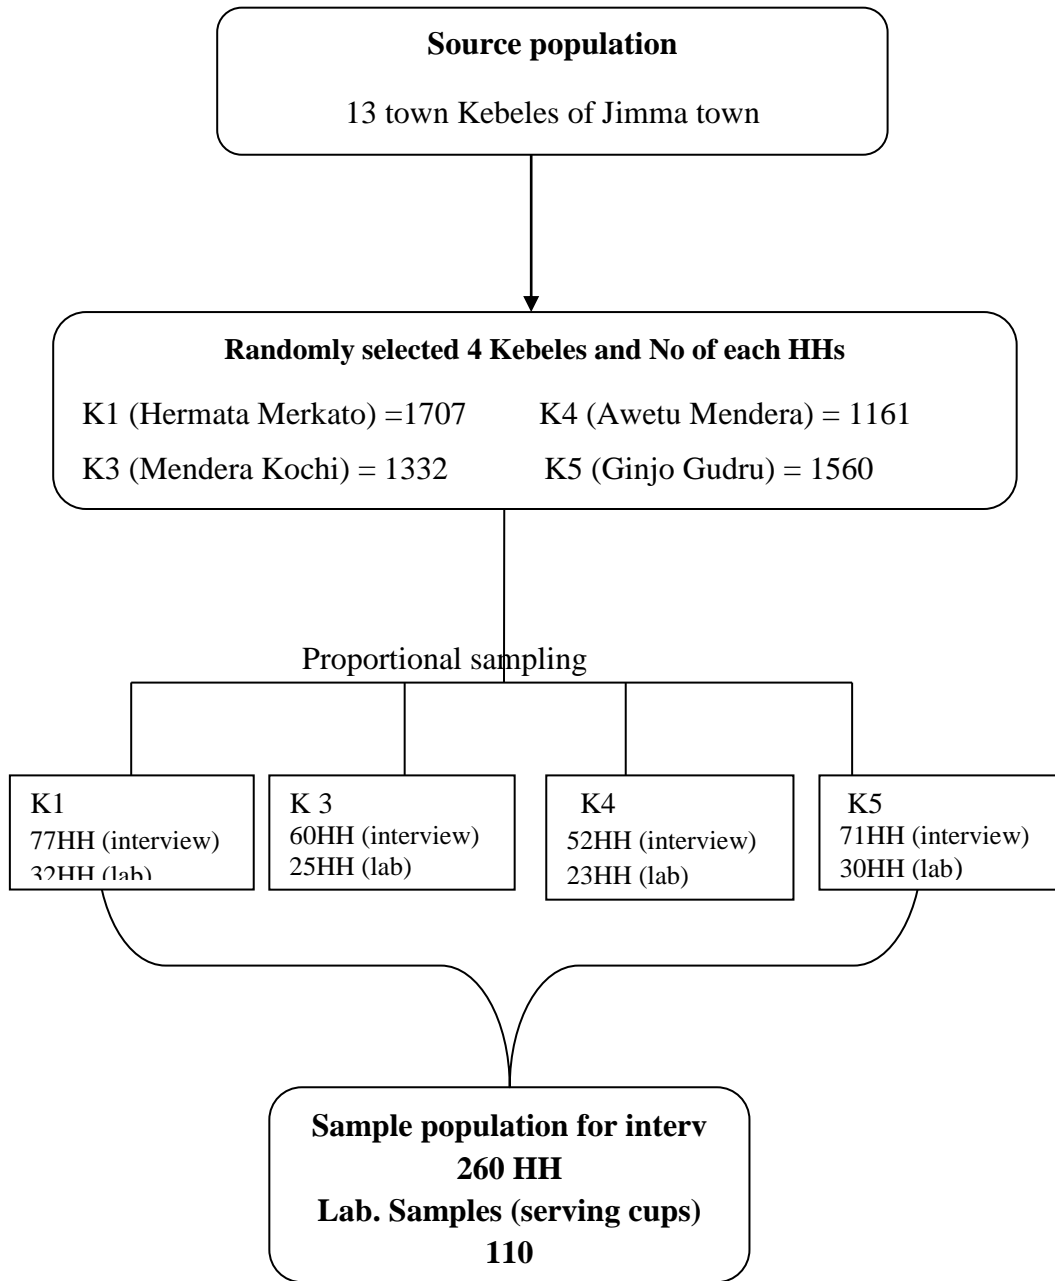 Source population
13 town Kebeles of Jimma town
Randomly selected 4 Kebeles and No of each HHs
K1 (Hermata Merkato) =1707 K4 (Awetu Mendera) = 1161
K3 (Mendera Kochi) = 1332 K5 (Ginjo Gudru) = 1560
Proportional sampling
K1
77HH (interview)
32HH (lab)
K 3
60HH (interview)
25HH (lab)
K4
52HH (interview)
23HH (lab)
K5
71HH (interview)
30HH (lab)
Sample population for interv
260 HH
Lab. Samples (serving cups)
110